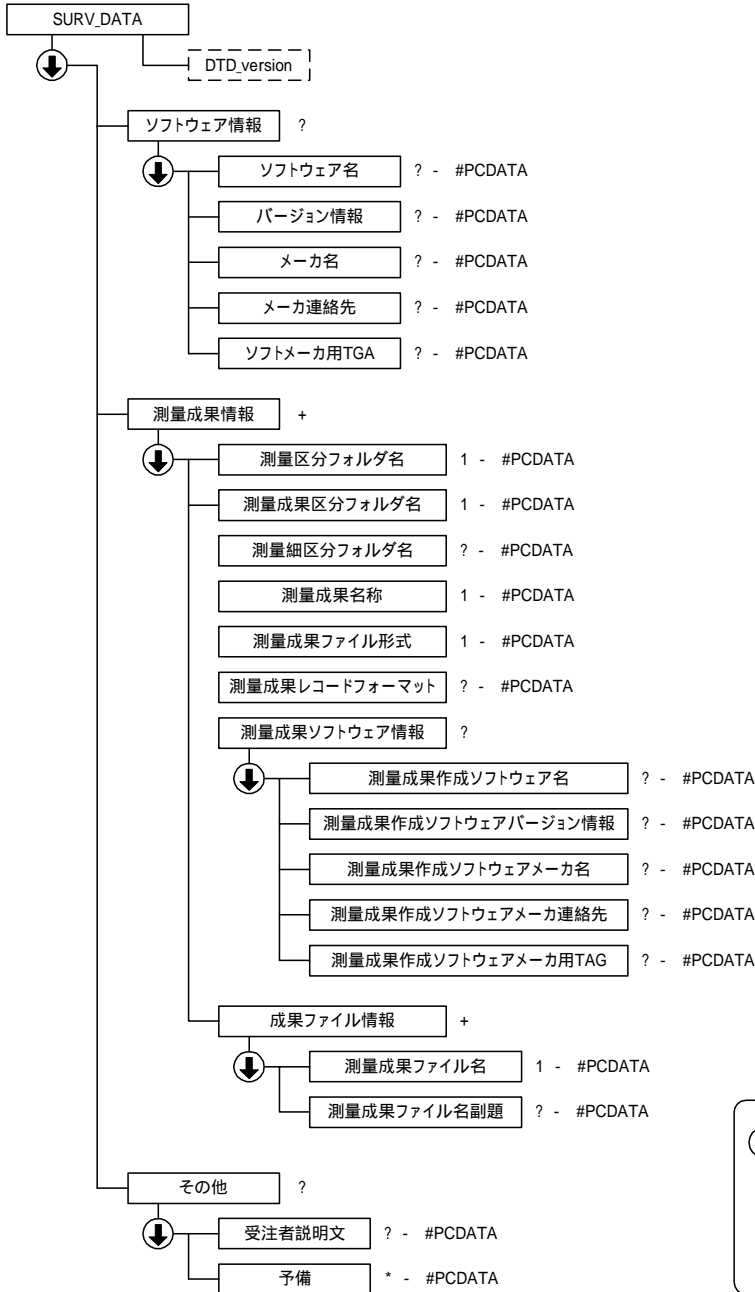 SURV_DATA
DTD_version
ソフトウェア情報 ?
ソフトウェア名 ? - #PCDATA
バージョン情報 ? - #PCDATA
メーカ名 ? - #PCDATA
メーカ連絡先 ? - #PCDATA
ソフトメーカ用TGA ? - #PCDATA
測量成果情報 +
測量区分フォルダ名 1 - #PCDATA
測量成果区分フォルダ名 1 - #PCDATA
測量細区分フォルダ名 ? - #PCDATA
測量成果名称 1 - #PCDATA
測量成果ファイル形式 1 - #PCDATA
測量成果レコードフォーマット ? - #PCDATA
測量成果ソフトウェア情報 ?
測量成果作成ソフトウェア名 ? - #PCDATA
測量成果作成ソフトウェアバージョン情報 ? - #PCDATA
測量成果作成ソフトウェアメーカ名 ? - #PCDATA
測量成果作成ソフトウェアメーカ連絡先 ? - #PCDATA
測量成果作成ソフトウェアメーカ用TAG ? - #PCDATA
成果ファイル情報 +
測量成果ファイル名 1 - #PCDATA
測量成果ファイル名副題 ? - #PCDATA
その他 ?
受注者説明文 ? - #PCDATA
予備 * - #PCDATA